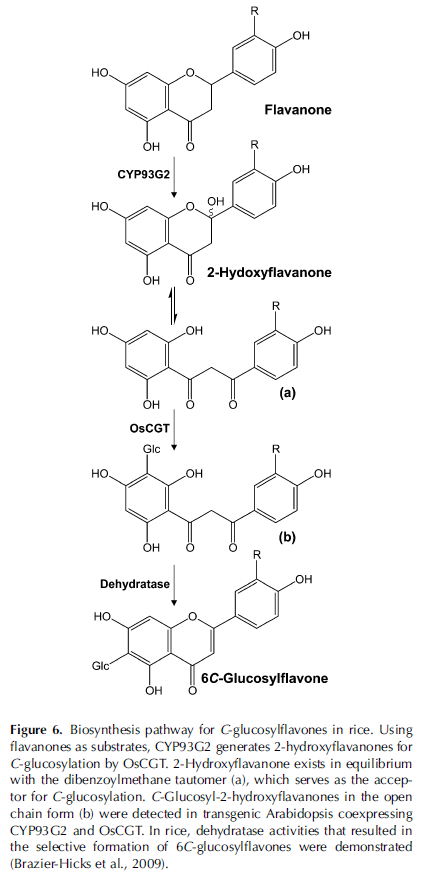 R
OH
HO
O
Flavanone
OH
O
CYP93G2
R
OH
OH
HO
O
2-Hydoxyflavanone
OH
O
R
HO
OH
OH
(a)
OH
O
O
OsCGT
Glc
R
HO
OH
OH
(b)
OH
O
O
Dehydratase
R
OH
HO
O
Glc
6C-Glucosylflavone
OH
O
Figure 6. Biosynthesis pathway for C-glucosylflavones in rice. Using
flavanones as substrates, CYP93G2 generates 2-hydroxyflavanones for
C-glucosylation by OsCGT. 2-Hydroxyflavanone exists in equilibrium
with the dibenzoylmethane tautomer (a), which serves as the accep-
tor for C-glucosylation. C-Glucosyl-2-hydroxyflavanones in the open
chain form (b) were detected in transgenic Arabidopsis coexpressing
CYP93G2 and OsCGT. In rice, dehydratase activities that resulted in
the selective formation of 6C-glucosylflavones were demonstrated
(Brazier-Hicks et al., 2009).